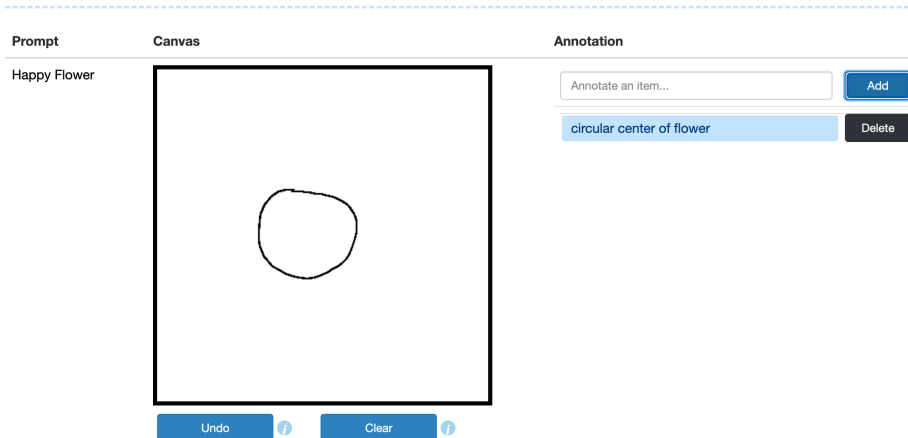 Prompt Canvas Annotation
Happy Flower
Annotate an item... Add
circular center of flower Delete
Undo i Clear i